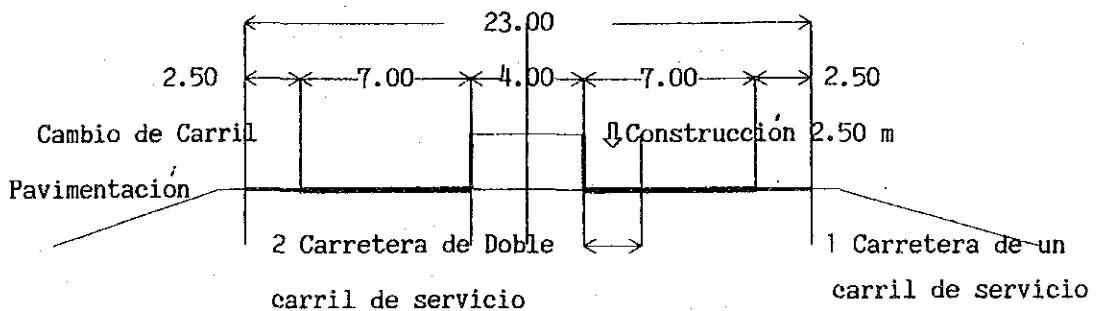 23.00
2.50 7.00 4.00 7.00 2.50
Cambio de Carril
Construcción 2.50 m
Pavimentación
2 Carretera de Doble
carril de servicio
1 Carretera de un
carril de servicio